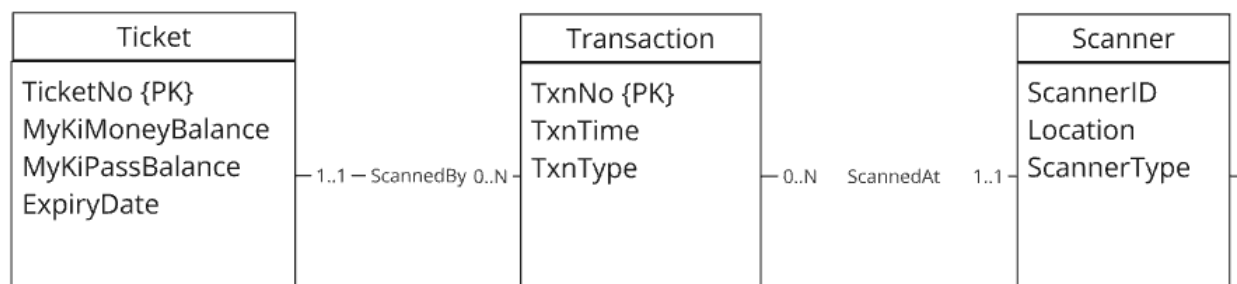 Ticket
TicketNo {PK}
MyKiMoneyBalance
MyKiPassBalance
ExpiryDate
1..1
ScannedBy
0..N
Transaction
TxnNo {PK}
TxnTime
TxnType
0..N
ScannedAt
1..1
Scanner
ScannerID
Location
ScannerType